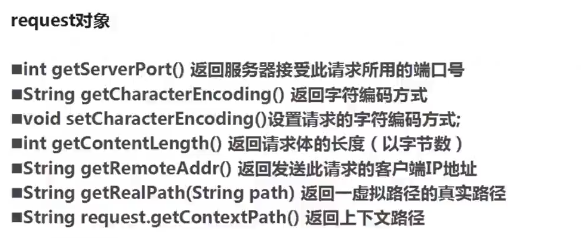 request对象
■int getServerPort() 返回服务器接受此请求所用的端口号
■String getCharacterEncoding() 返回字符编码方式
■void setCharacterEncoding()设置请求的字符编码方式;
■int getContentLength() 返回请求体的长度（以字节数）
■String getRemoteAddr() 返回发送此请求的客户端IP地址
■String getRealPath(String path) 返回一虚拟路径的真实路径
■String request.getContextPath() 返回上下文路径